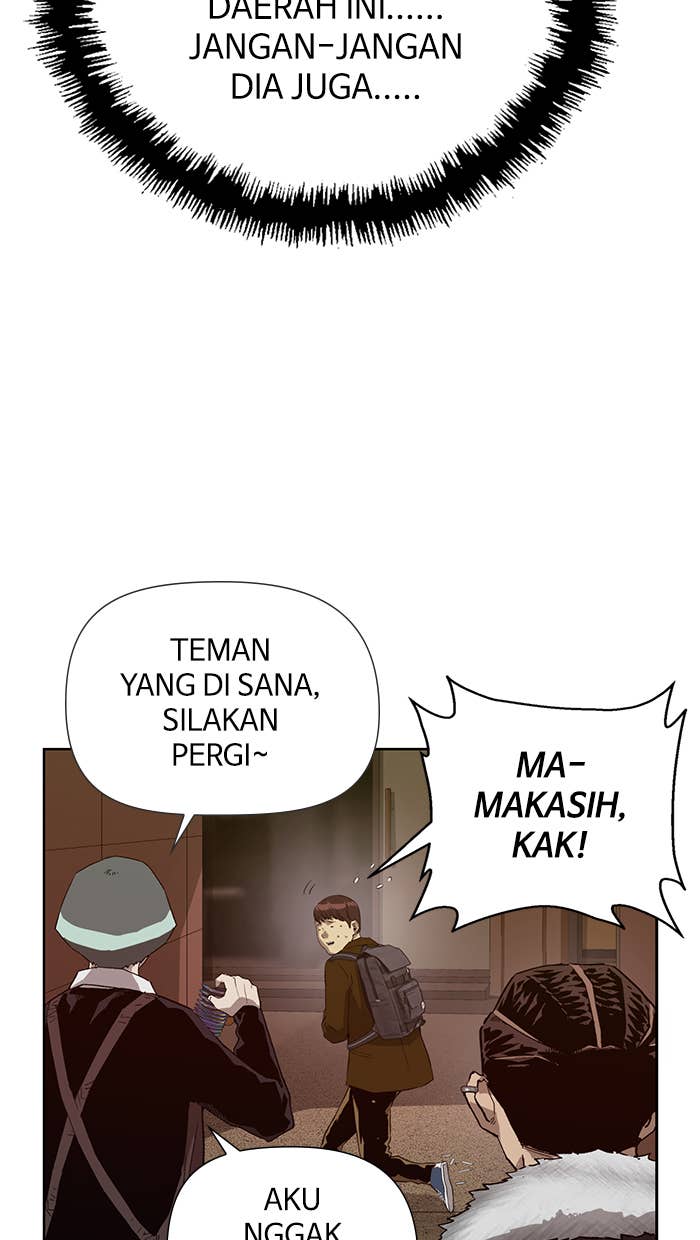 DAERAH INI......
JANGAN-JANGAN
DIA JUGA.....
TEMAN
YANG DI SANA,
SILAKAN
PERGI~
MA-
MAKASIH,
KAK!
AKU
NGGAK